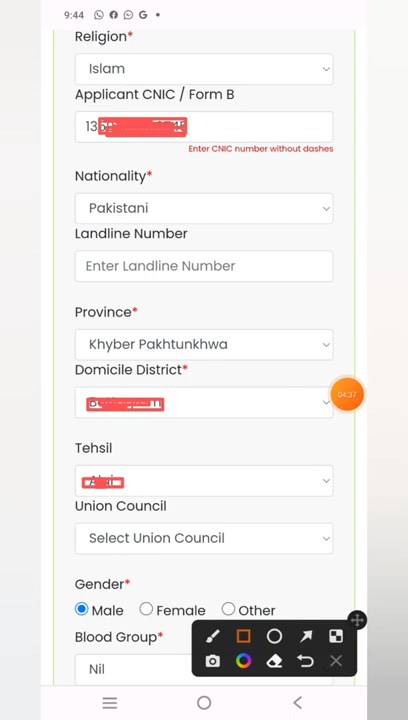 9:44
Religion*
Islam
Applicant CNIC / Form B
13
Enter CNIC number without dashes
Nationality*
Pakistani
Landline Number
Enter Landline Number
Province*
Khyber Pakhtunkhwa
Domicile District*
04:37
Tehsil
Union Council
Select Union Council
Gender*
Male Female Other
Blood Group*
Nil